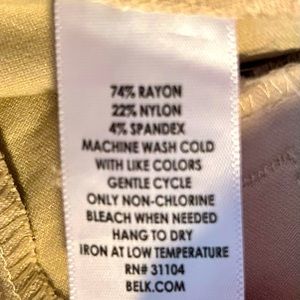 74% RAYON
22% NYLON
4% SPANDEX
MACHINE WASH COLD
WITH LIKE COLORS
GENTLE CYCLE
ONLY NON-CHLORINE
BLEACH WHEN NEEDED
HANG TO DRY
IRON AT LOW TEMPERATURE
RN# 31104
BELK.COM